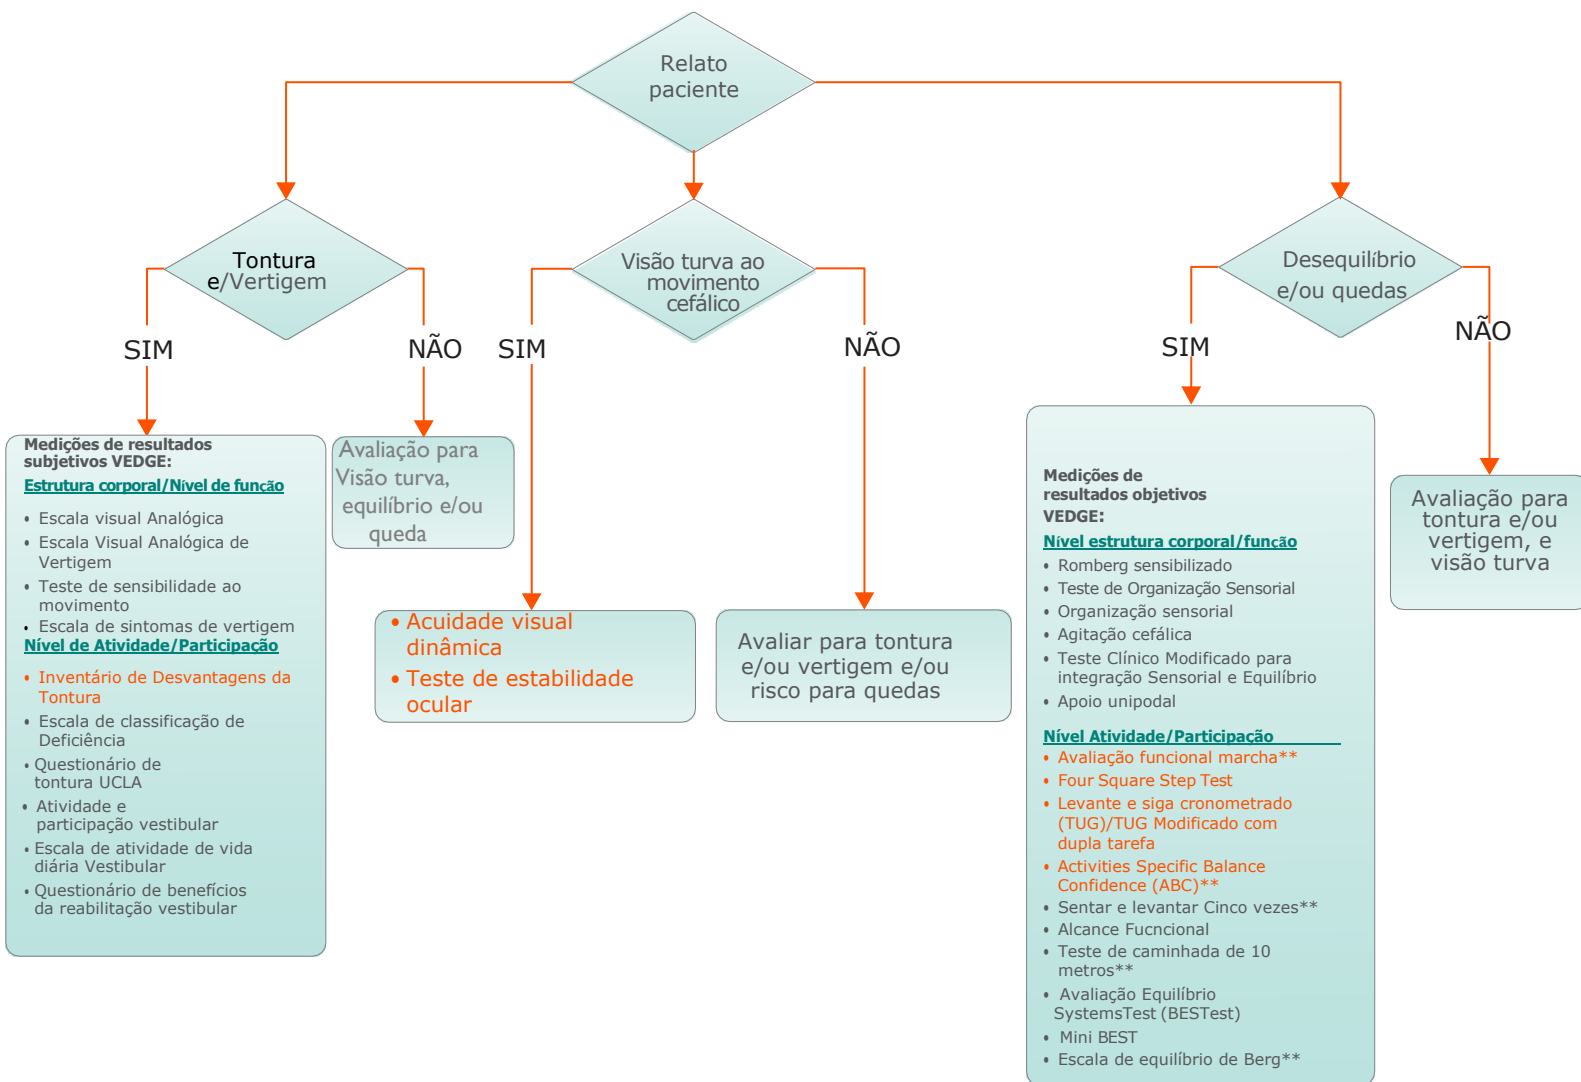 Relato
paciente
Tontura
e/Vertigem
Visão turva ao
movimento
cefálico
Desequilíbrio
e/ou quedas
SIM
NÃO
SIM
NÃO
SIM
NÃO
Medições de resultados
subjetivos VEDGE:
Estrutura corporal/Nível de função
• Escala visual Analógica
• Escala Visual Analógica de
Vertigem
• Teste de sensibilidade ao
movimento
• Escala de sintomas de vertigem
Nível de Atividade/Participação
• Inventário de Desvantagens da
Tontura
• Escala de classificação de
Deficiência
• Questionário de
tontura UCLA
• Atividade e
participação vestibular
• Escala de atividade de vida
diária Vestibular
• Questionário de benefícios
da reabilitação vestibular
Avaliação para
Visão turva,
equilíbrio e/ou
queda
• Acuidade visual
dinâmica
• Teste de estabilidade
ocular
Avaliar para tontura
e/ou vertigem e/ou
risco para quedas
Medições de
resultados objetivos
VEDGE:
Nível estrutura corporal/função
• Romberg sensibilizado
• Teste de Organização Sensorial
• Organização sensorial
• Agitação cefálica
• Teste Clínico Modificado para
integração Sensorial e Equilíbrio
• Apoio unipodal
Nível Atividade/Participação
• Avaliação funcional marcha**
• Four Square Step Test
• Levante e siga cronometrado
(TUG)/TUG Modificado com
dupla tarefa
• Activities Specific Balance
Confidence (ABC)**
• Sentar e levantar Cinco vezes**
• Alcance Fucncional
• Teste de caminhada de 10
metros**
• Avaliação Equilíbrio
SystemsTest (BESTest)
• Mini BEST
• Escala de equilíbrio de Berg**
Avaliação para
tontura e/ou
vertigem, e
visão turva